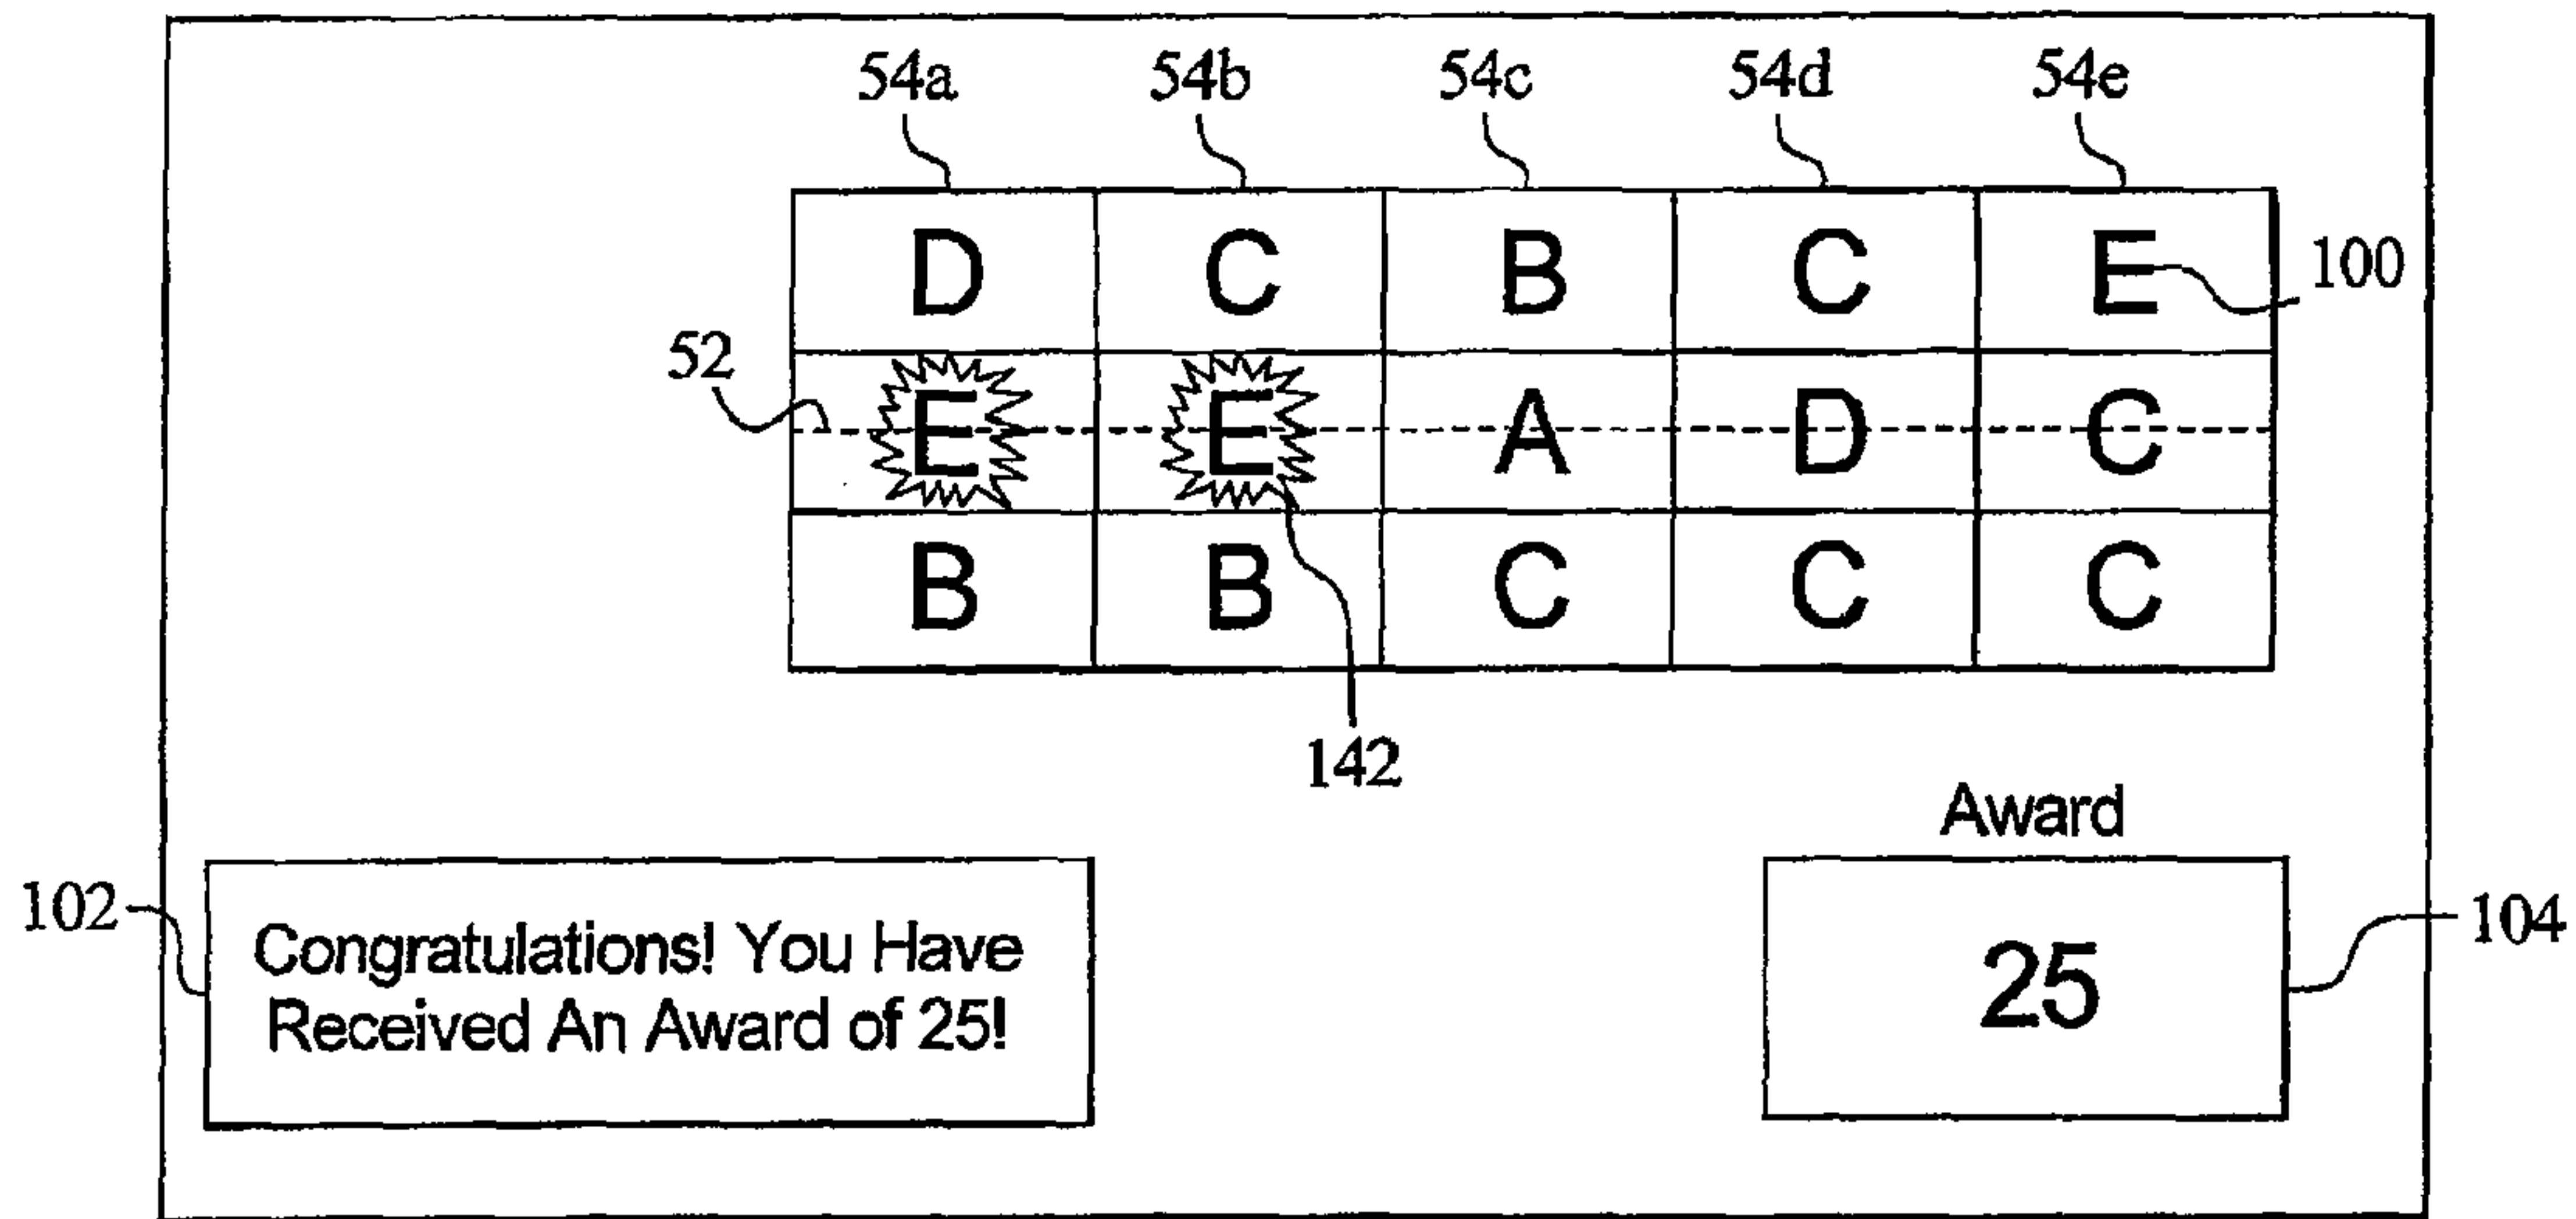 54a 54b 54c 54d 54e
D C B C E 100
52
E E A D C
B B C C C
142
Award
102
Congratulations! You Have
Received An Award of 25!
25
104